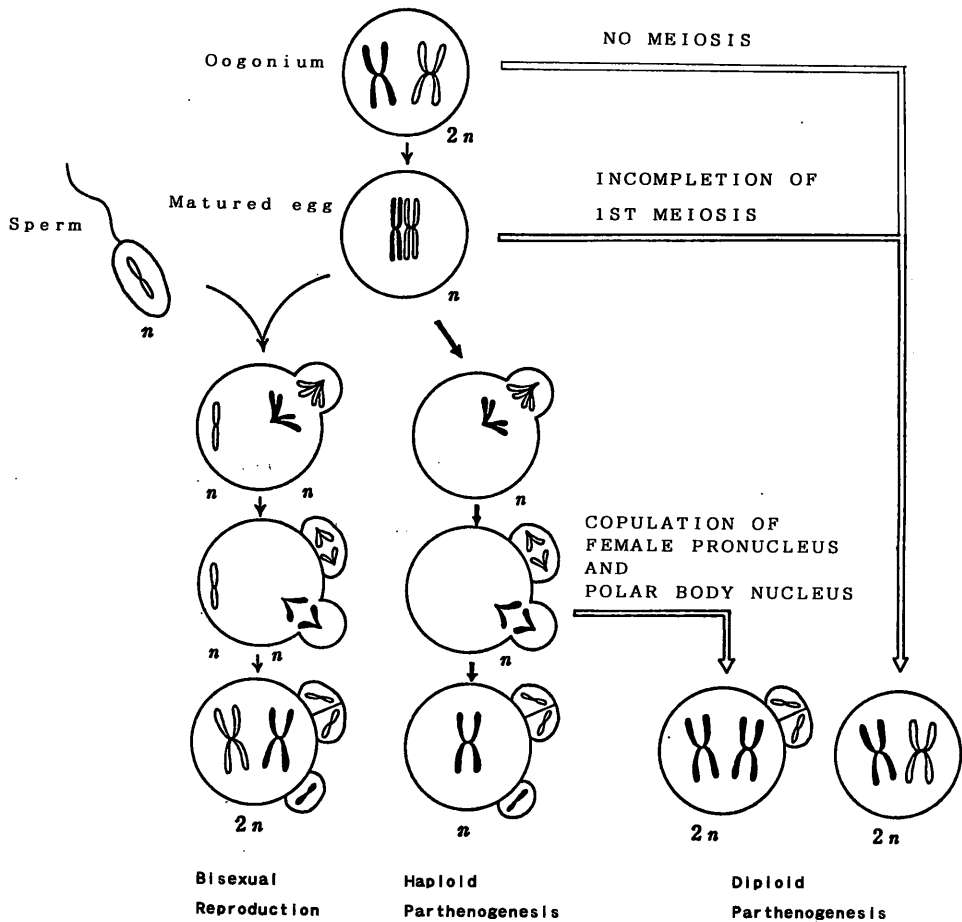 NO MEIOSIS
Oogonium
2n
INCOMPLETION OF
1ST MEIOSIS
Matured egg
Sperm
n
n
n
n
n
COPULATION OF
FEMALE PRONUCLEUS
AND
POLAR BODY NUCLEUS
n
n
n
2n
n
2n
2n
Bisexual
Reproduction
Haploid
Parthenogenesis
Diploid
Parthenogenesis